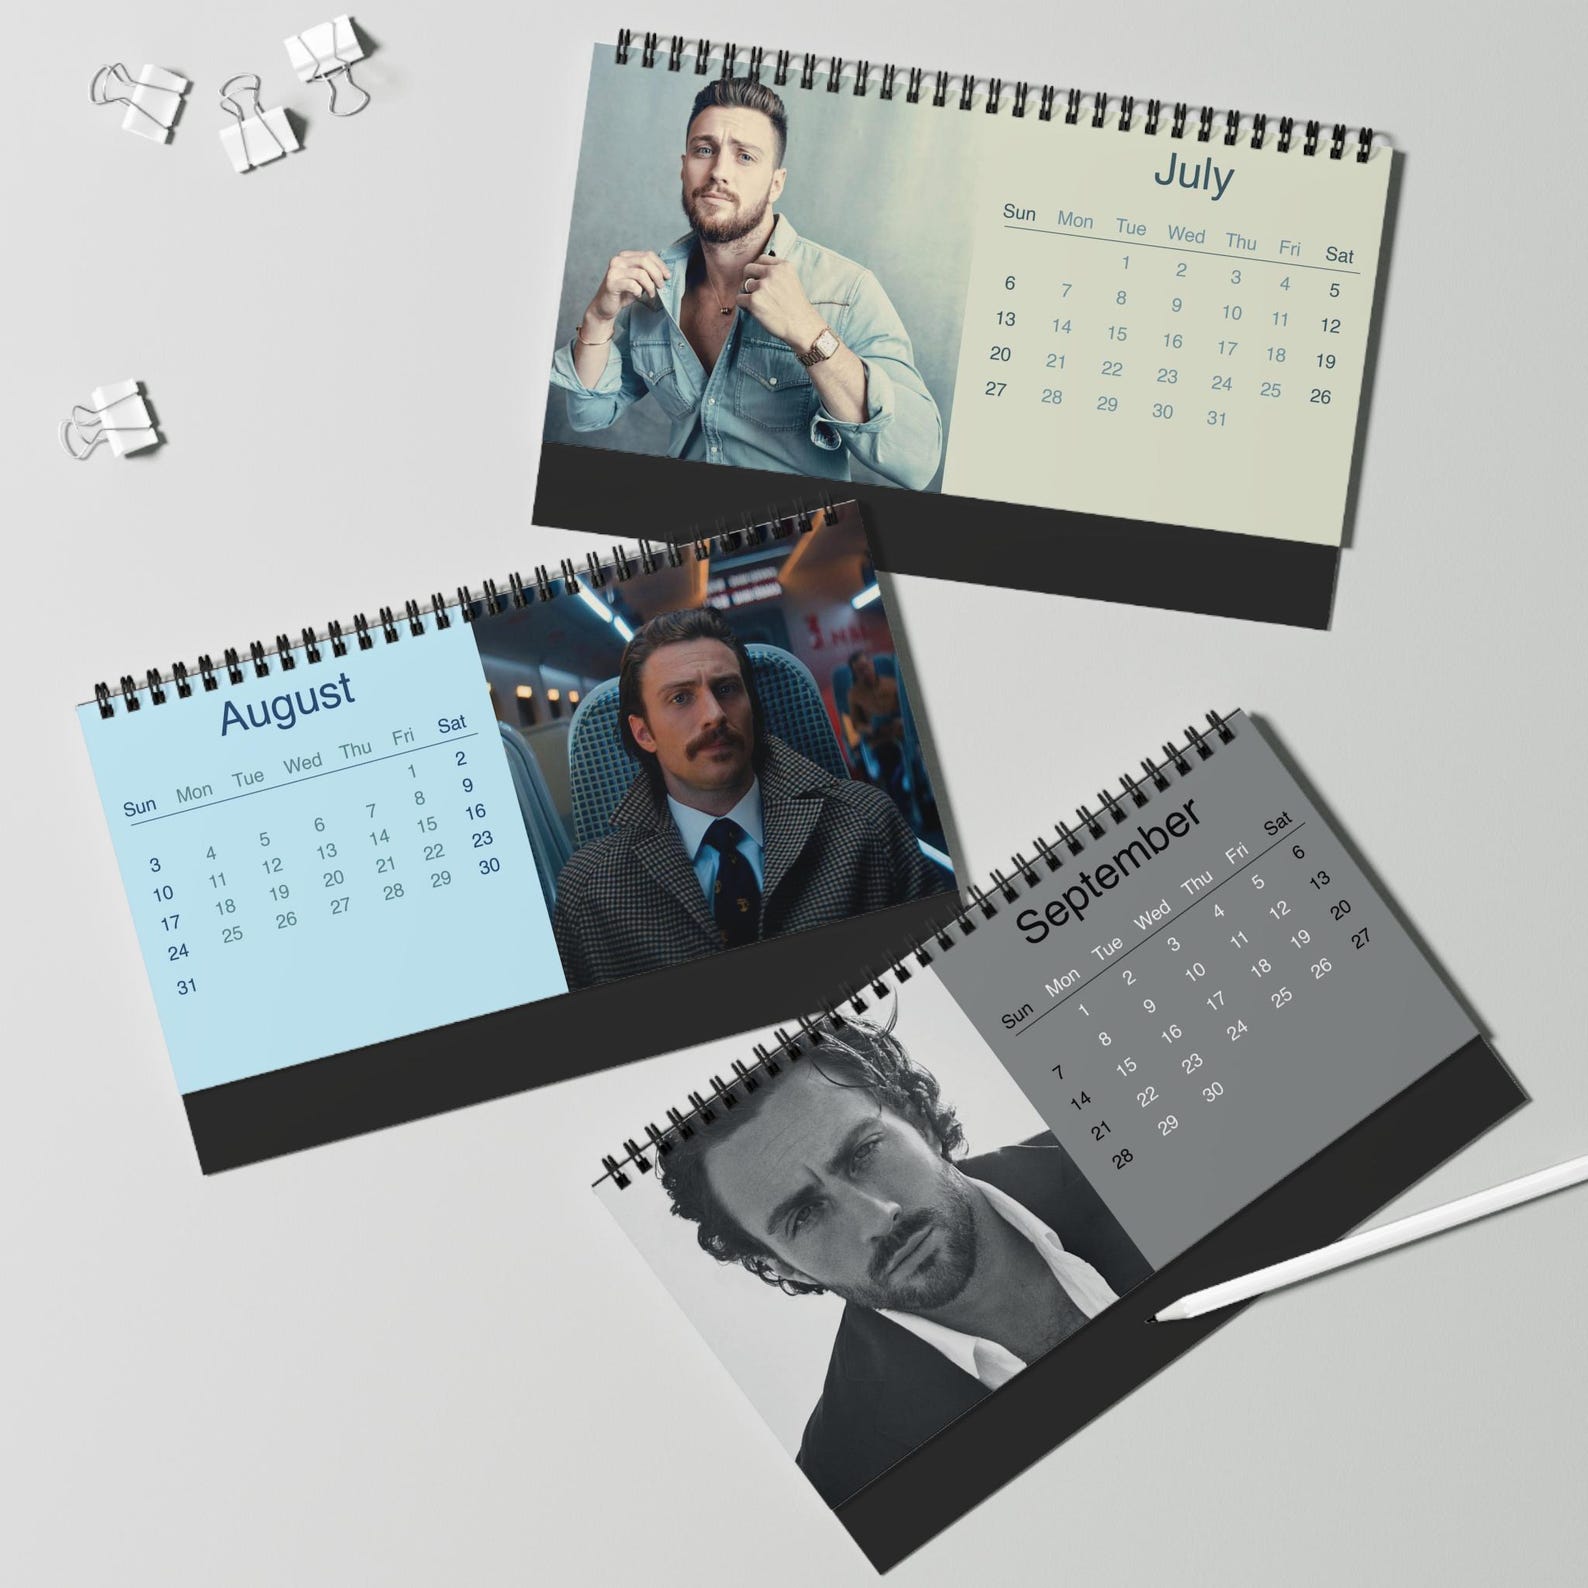 July
Sun Mon Tue Wed Thu Fri Sat
1 2 3 4 5
6 7 8 9 10 11 12
13 14 15 16 17 18 19
20 21 22 23 24 25 26
27 28 29 30 31
August
Sun Mon Tue Wed Thu Fri Sat
1 2
3 4 5 6 7 8 9
10 11 12 13 14 15 16
17 18 19 20 21 22 23
24 25 26 27 28 29 30
31
September
Sun Mon Tue Wed Thu Fri Sat
1 2 3 4 5 6
7 8 9 10 11 12 13
14 15 16 17 18 19 20
21 22 23 24 25 26 27
28 29 30